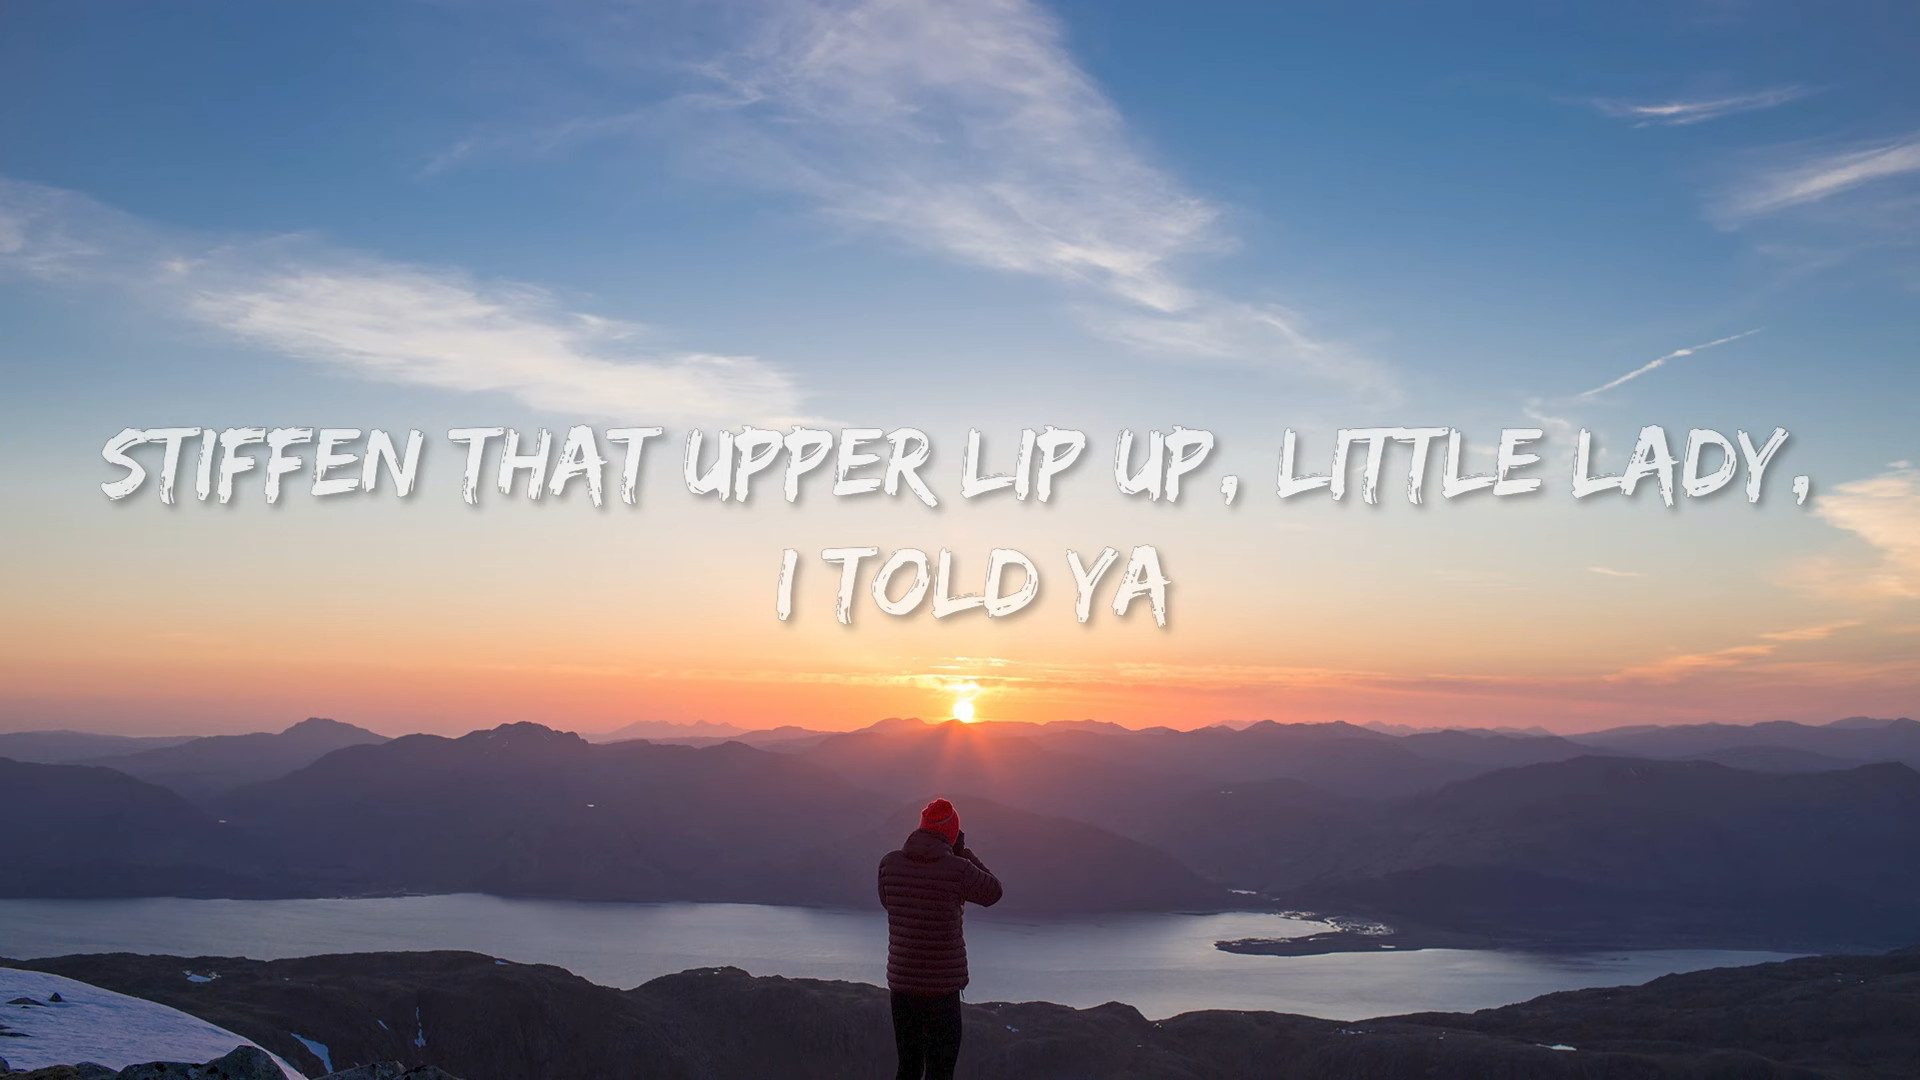 STIFFEN THAT UPPER LIP UP, LITTLE LADY,
I TOLD YA